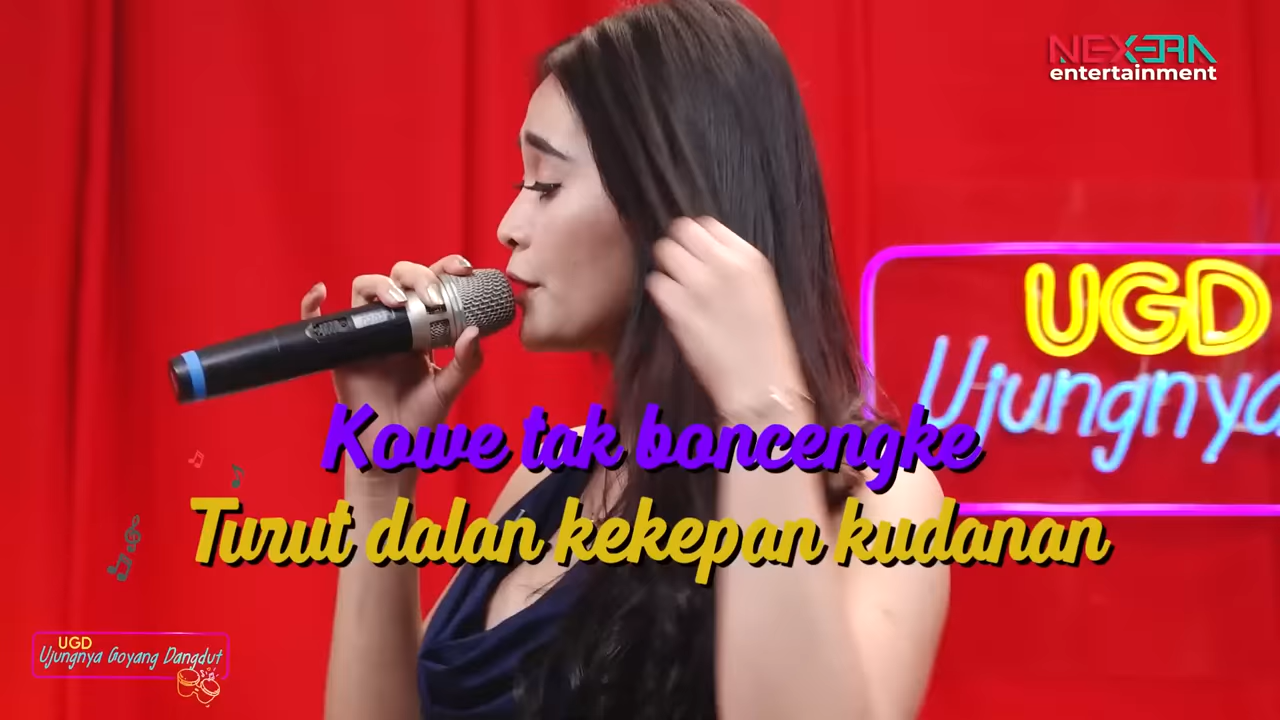 NEXERA
entertainment
UGD
Ujungnya
Kowe tak boncengke
Turut dalan kekepan kudanan
UGD
Ujungnya Goyang Dangdut